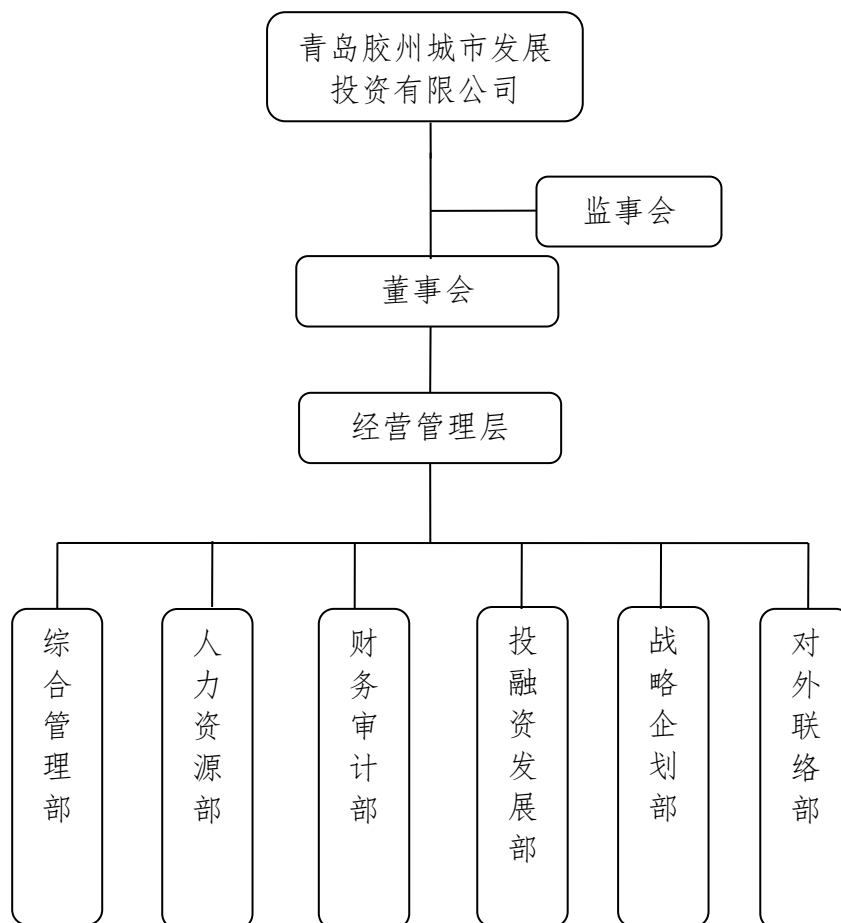 青岛胶州城市发展
投资有限公司
监事会
董事会
经营管理层
综合管理部
人力资源部
财务审计部
投融资发展部
战略企划部
对外联络部